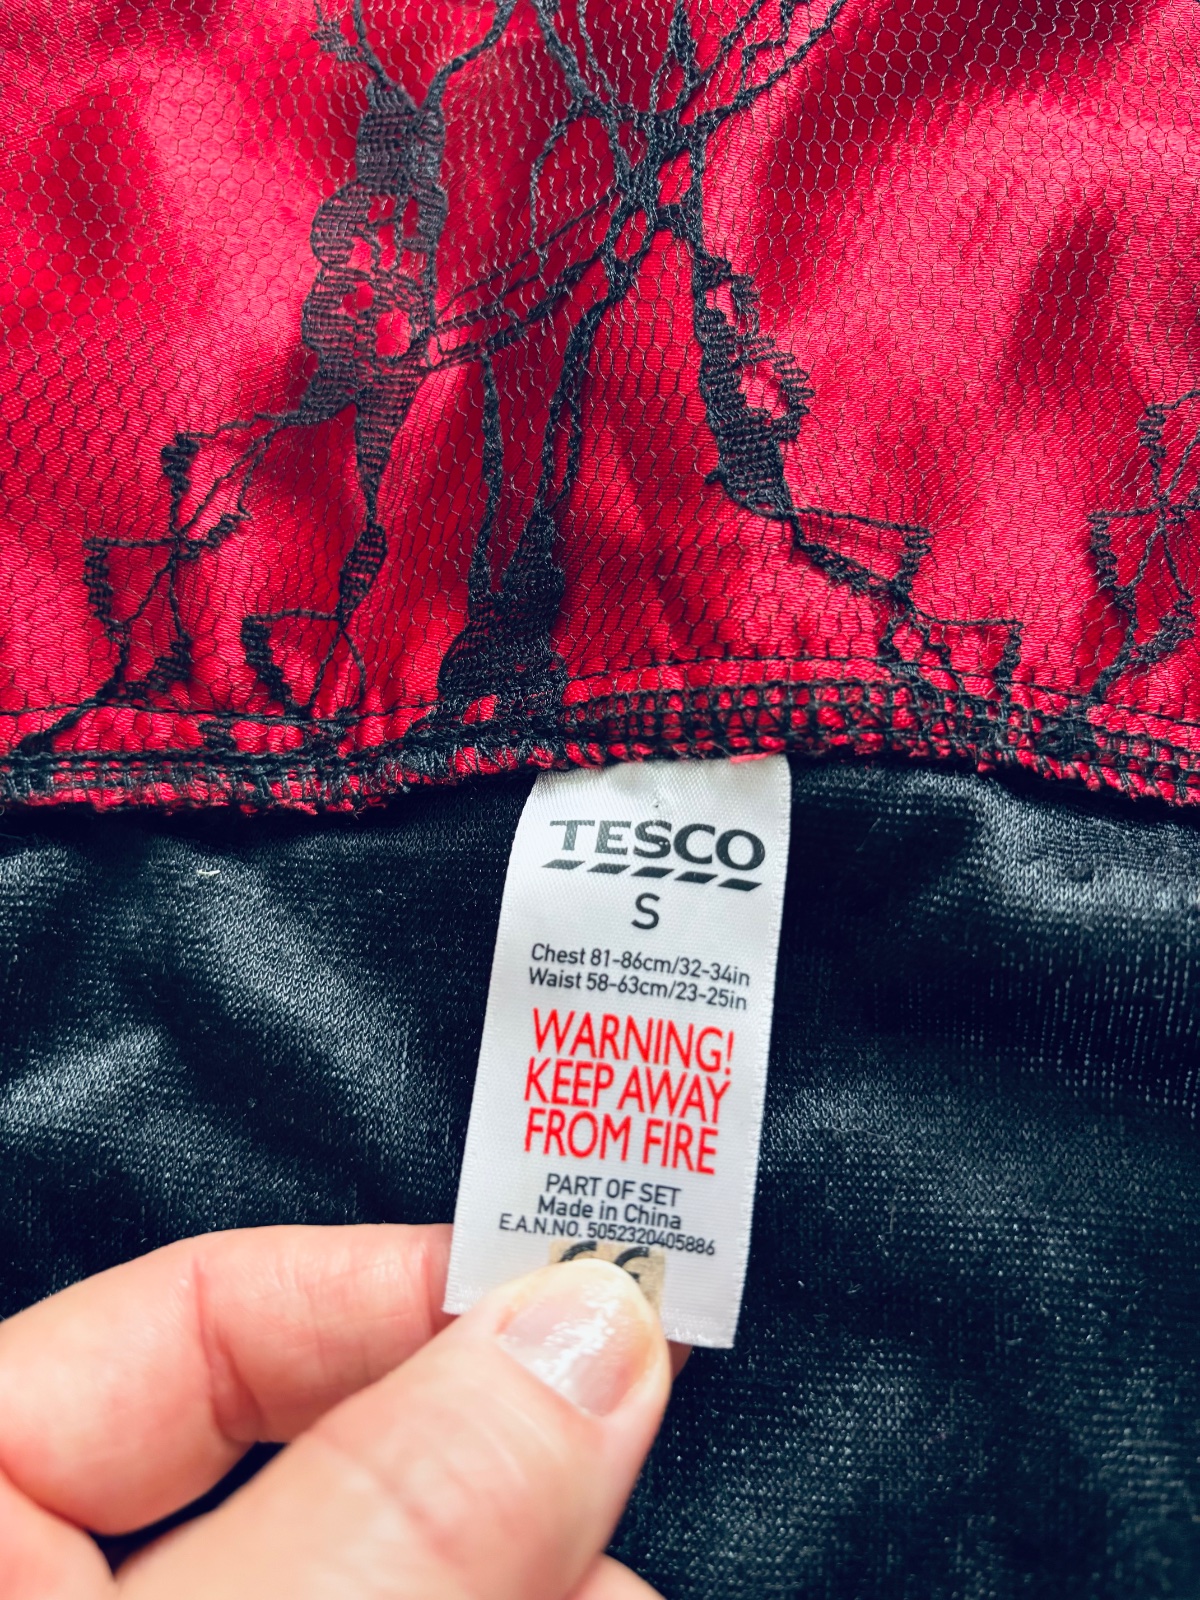 TESCO
S
Chest 81-86cm/32-34in
Waist 58-63cm/23-25in
WARNING!
KEEP AWAY
FROM FIRE
PART OF SET
Made in China
E.A.N.NO. 5052320405886